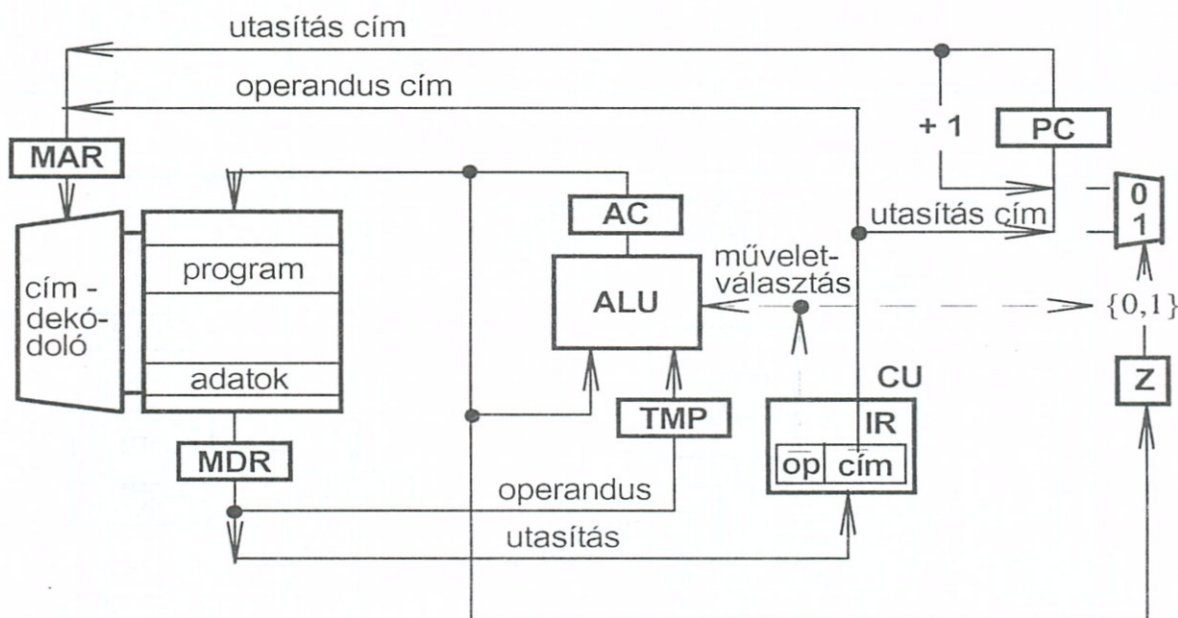 utasítás cím
operandus cím
+ 1
PC
MAR
AC
0
1
utasítás cím
művelet-
választás
program
cím -
dekó-
doló
ALU
{0,1}
adatok
CU
Z
TMP
IR
MDR
op
cím
operandus
utasítás